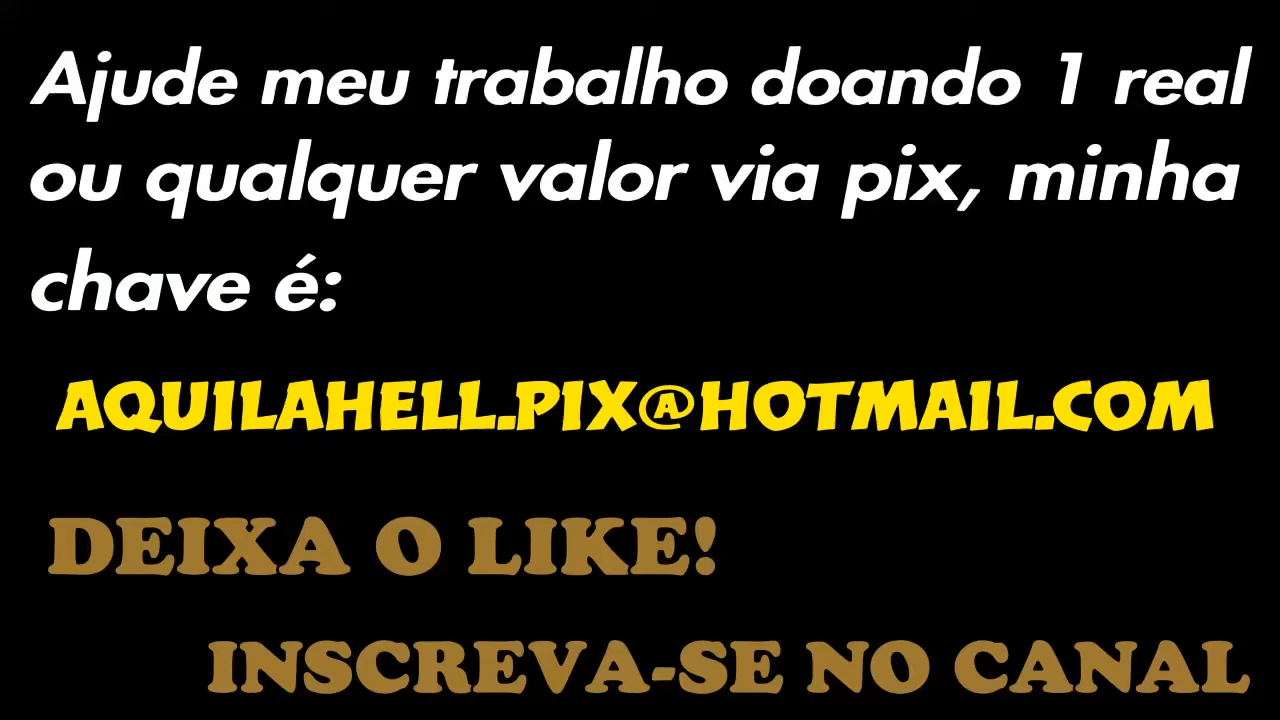 Ajude meu trabalho doando 1 real
ou qualquer valor via pix, minha
chave é:
AQUILAHELL.PIX@HOTMAIL.COM
DEIXA O LIKE!
INSCREVA-SE NO CANAL